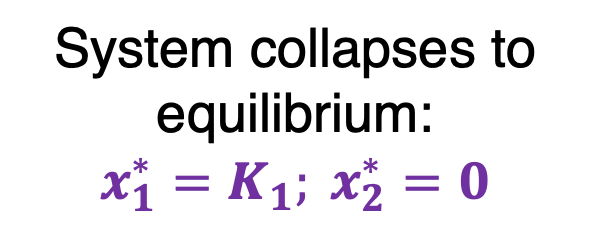 System collapses to
equilibrium:
x₁* = K₁; x₂* = 0